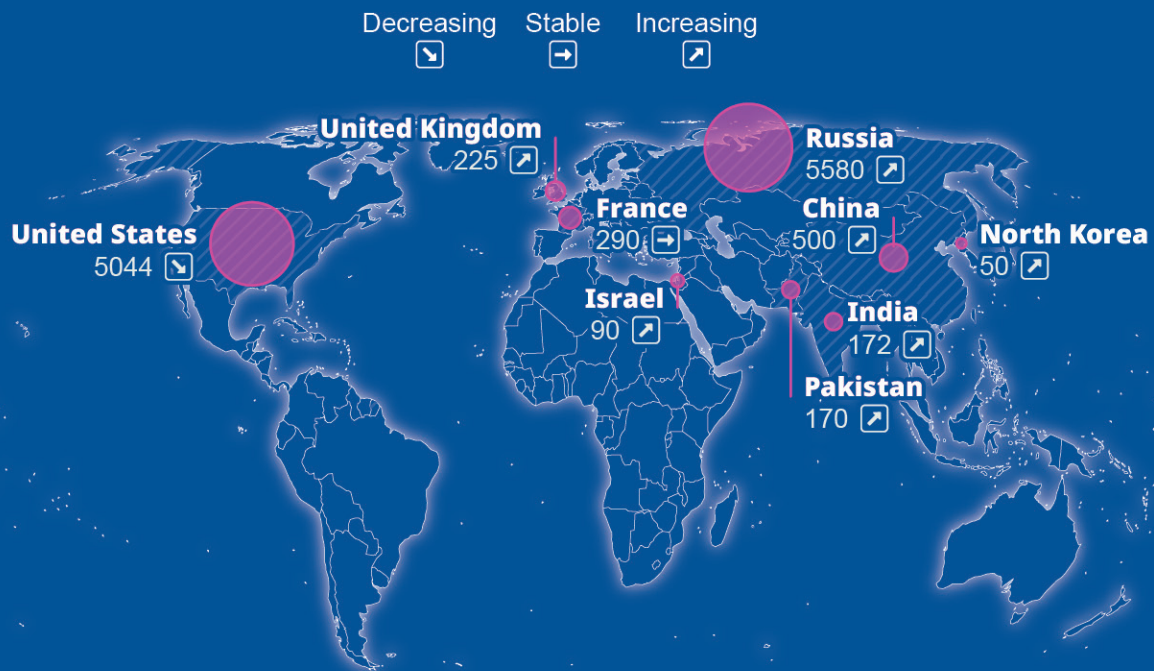 Decreasing Stable Increasing
↘ → ↗
United Kingdom
225 ↗
Russia
5580 ↗
United States
5044 ↘
France
290 →
China
500 ↗
North Korea
50 ↗
Israel
90 ↗
India
172 ↗
Pakistan
170 ↗